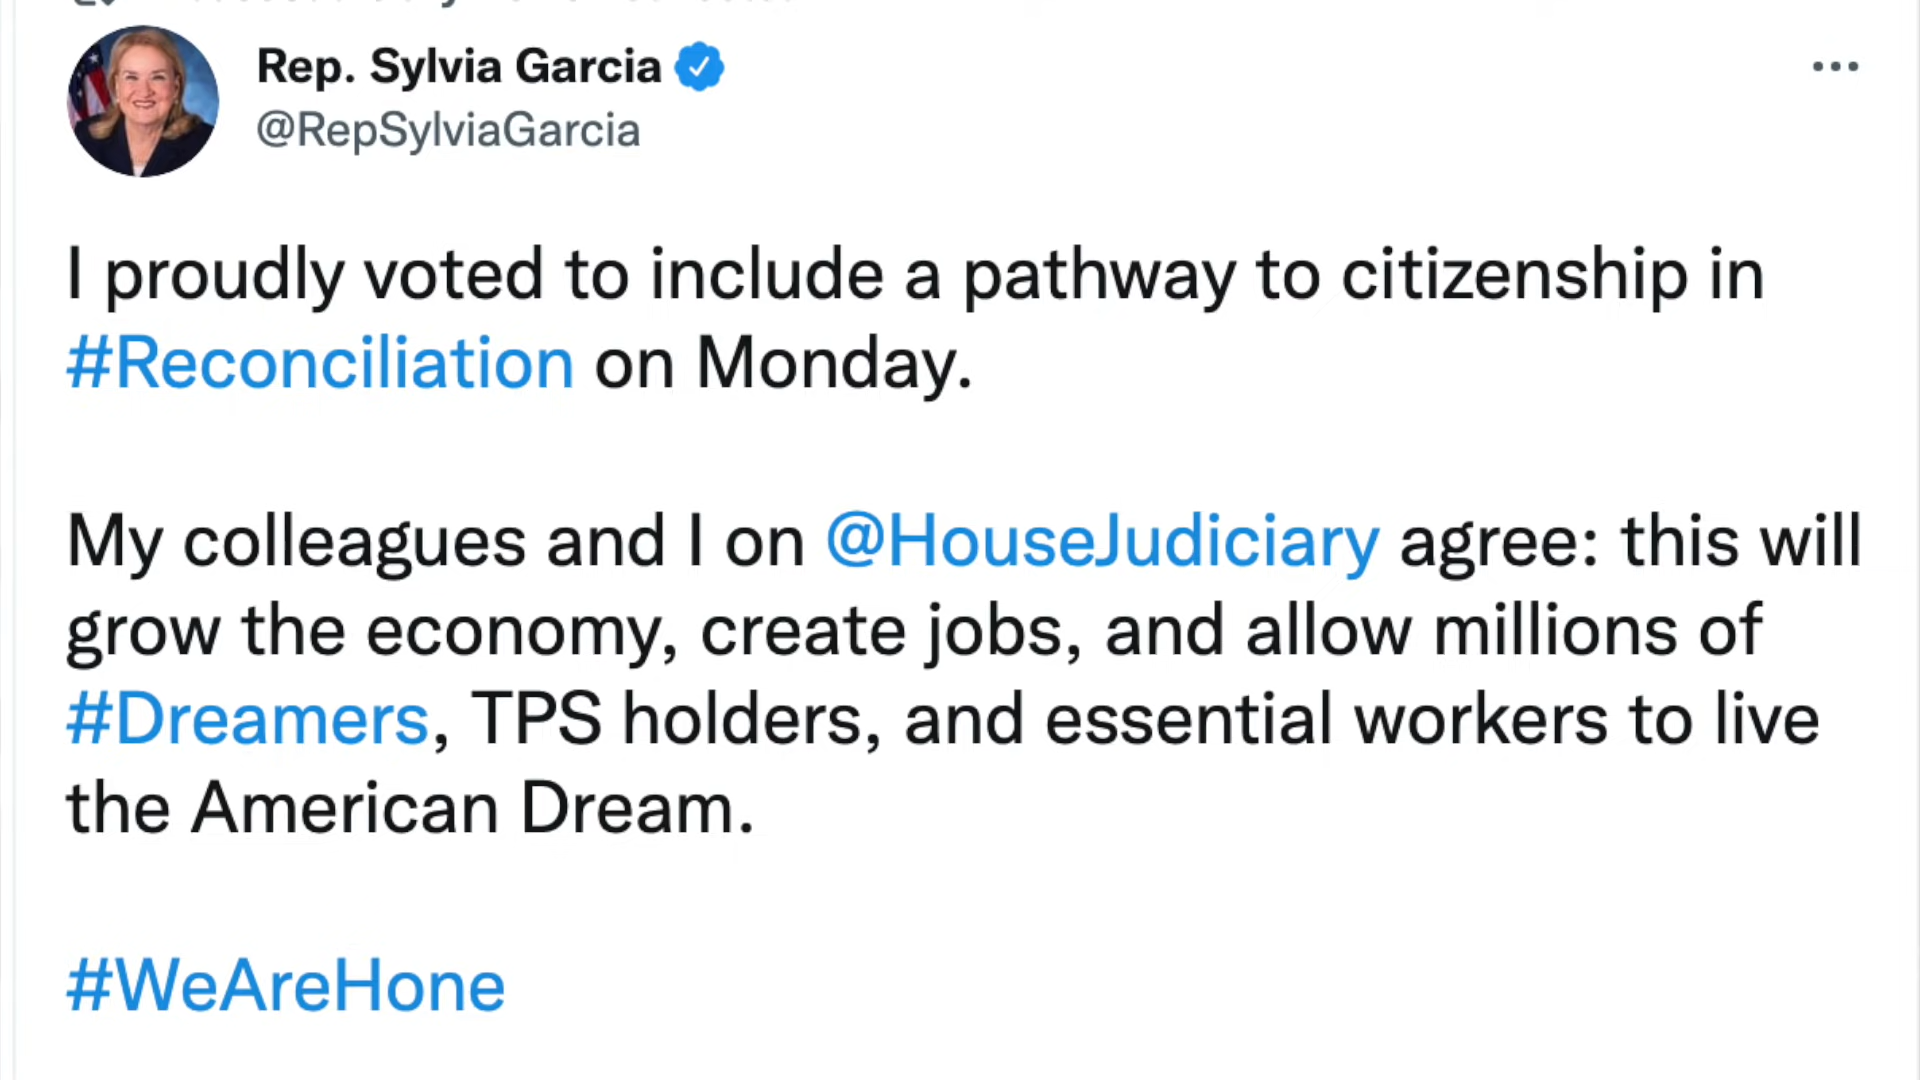 Rep. Sylvia Garcia
@RepSylviaGarcia
I proudly voted to include a pathway to citizenship in
#Reconciliation on Monday.
My colleagues and I on @HouseJudiciary agree: this will
grow the economy, create jobs, and allow millions of
#Dreamers, TPS holders, and essential workers to live
the American Dream.
#WeAreHone